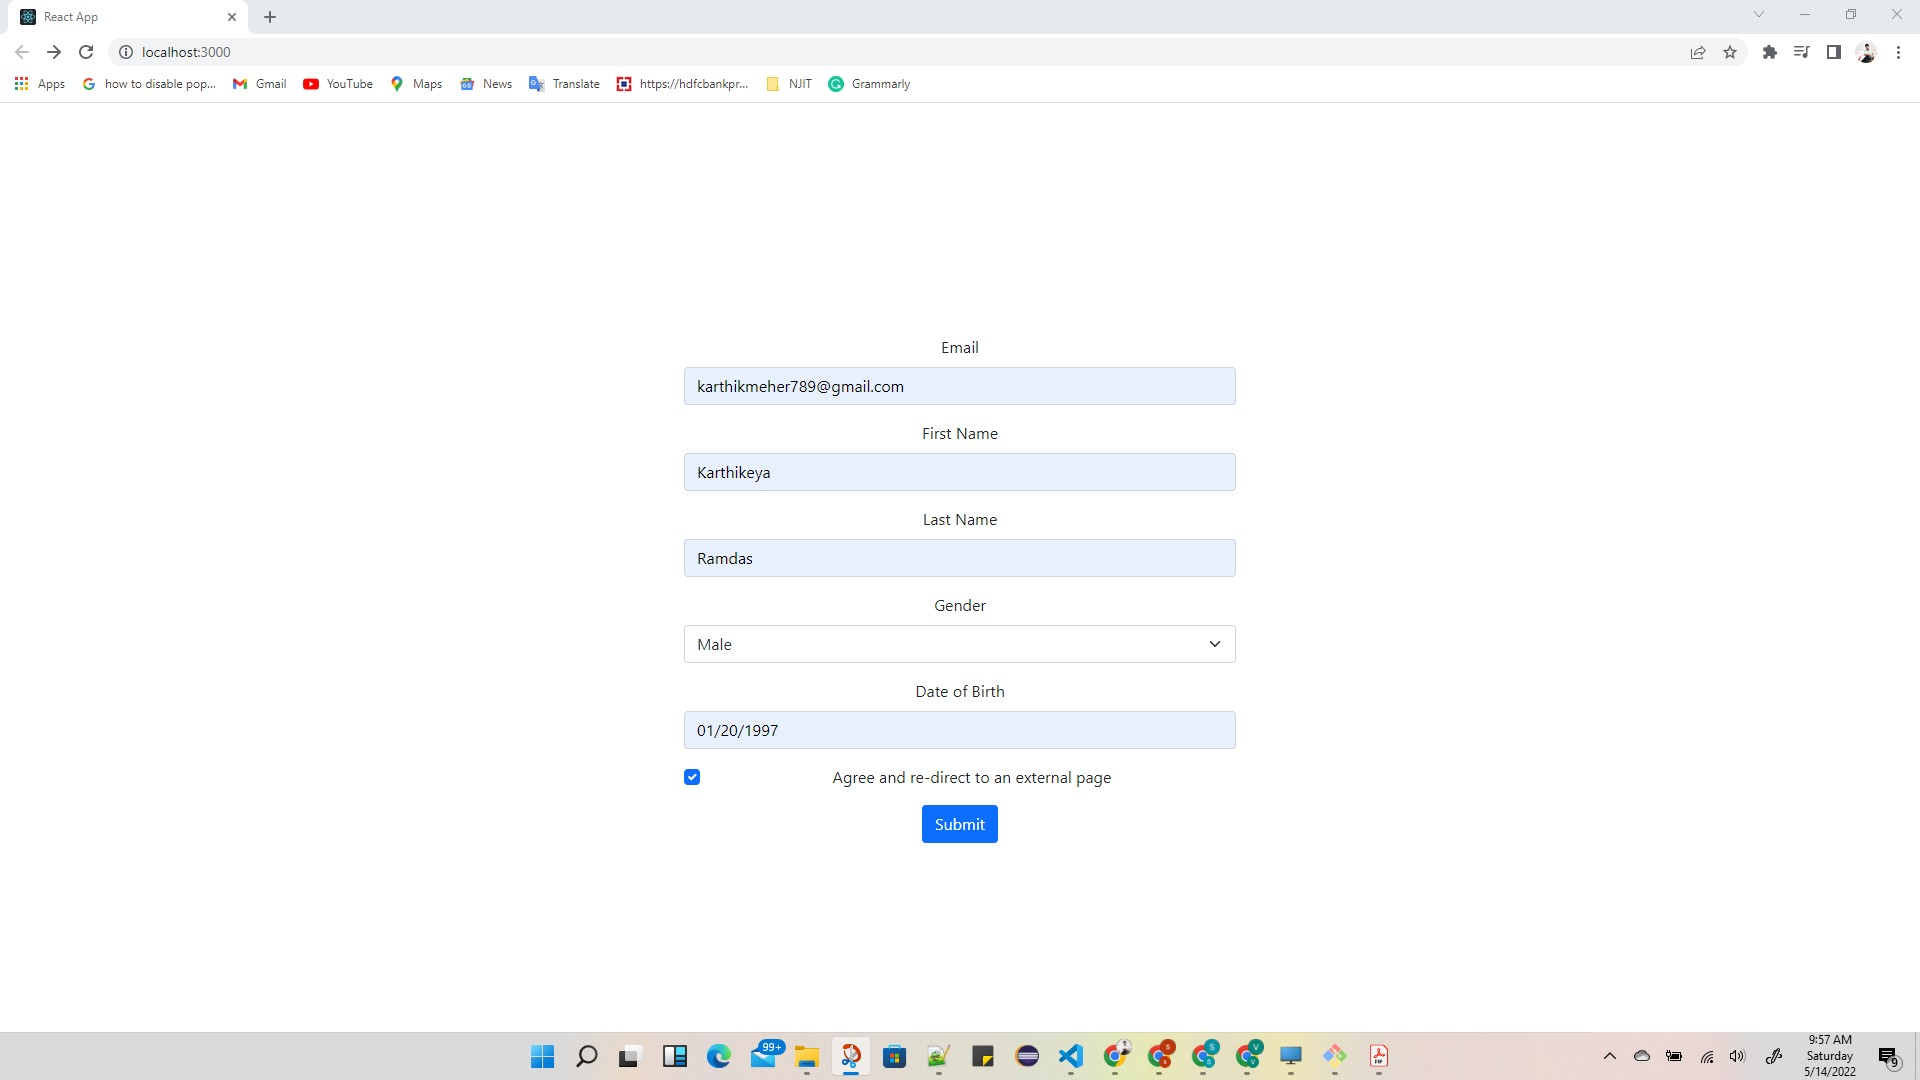 React App
localhost:3000
Apps how to disable pop... Gmail YouTube Maps News Translate https://hdfcbankpr... NJIT Grammarly
Email
karthikmeher789@gmail.com
First Name
Karthikeya
Last Name
Ramdas
Gender
Male
Date of Birth
01/20/1997
Agree and re-direct to an external page
Submit
99+
9:57 AM
Saturday
5/14/2022
9